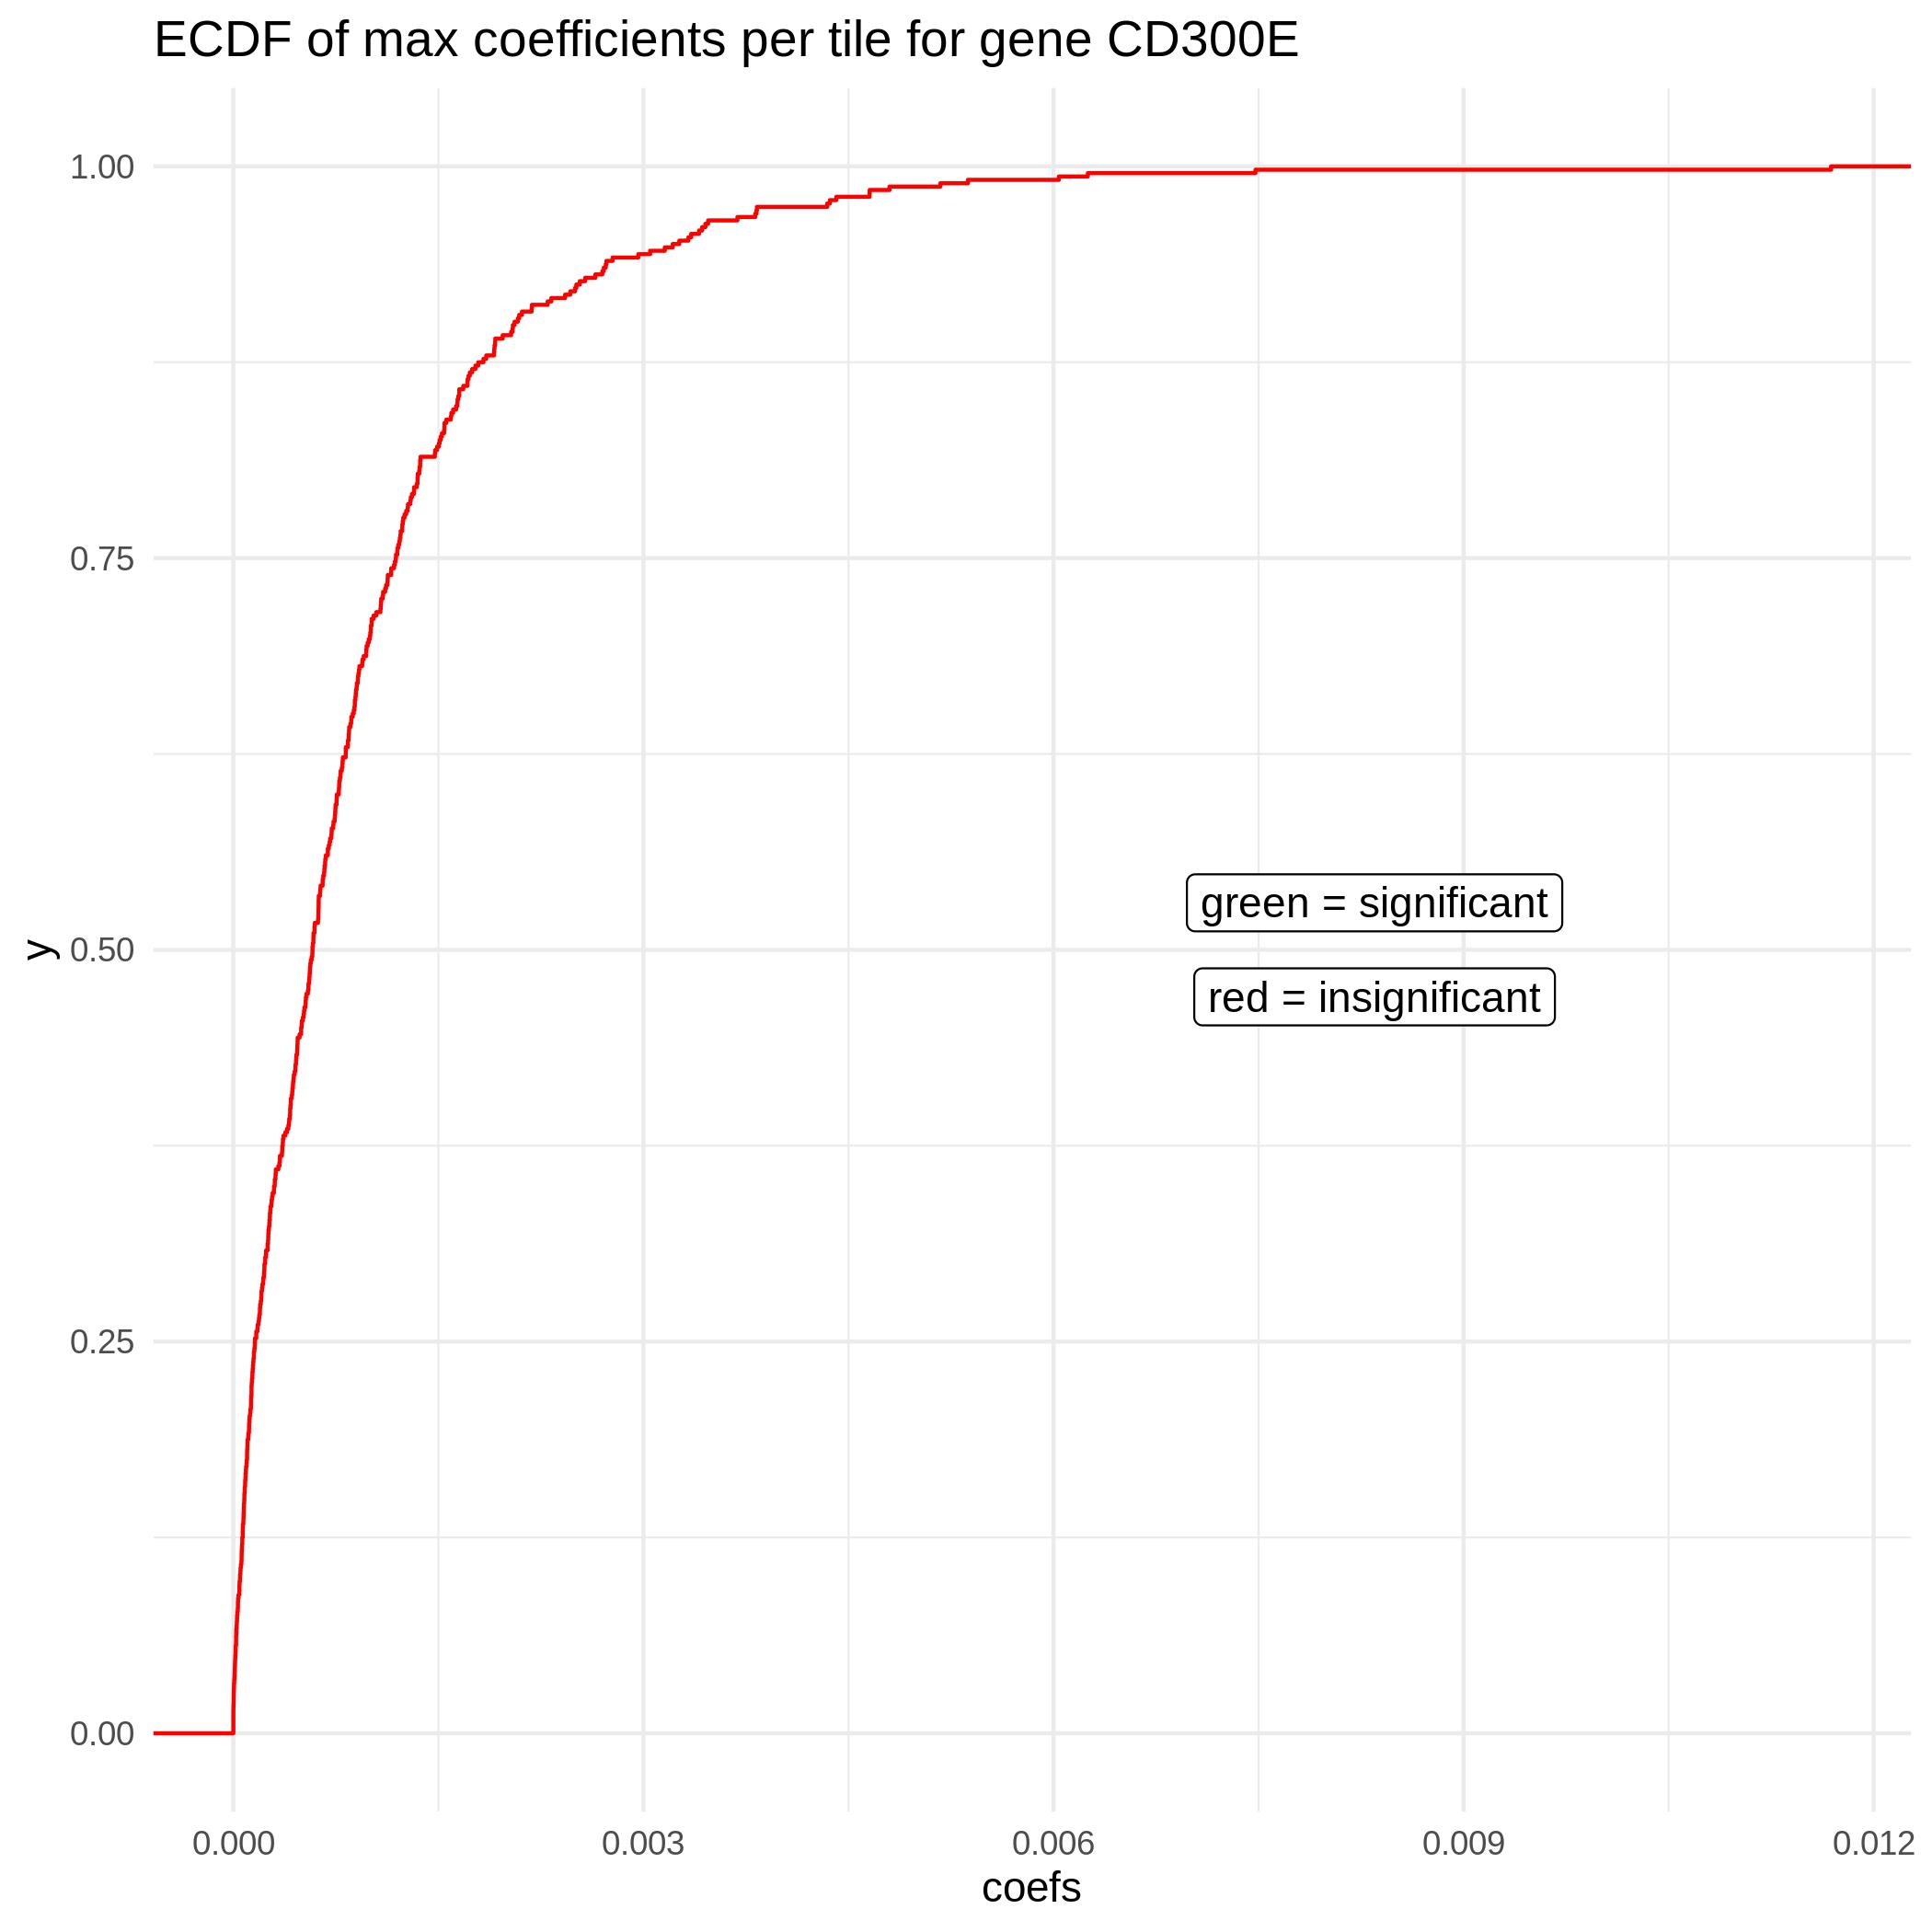 ECDF of max coefficients per tile for gene CD300E
1.00
0.75
0.50
0.25
0.00
y
green = significant
red = insignificant
0.000 0.003 0.006 0.009 0.012
coefs